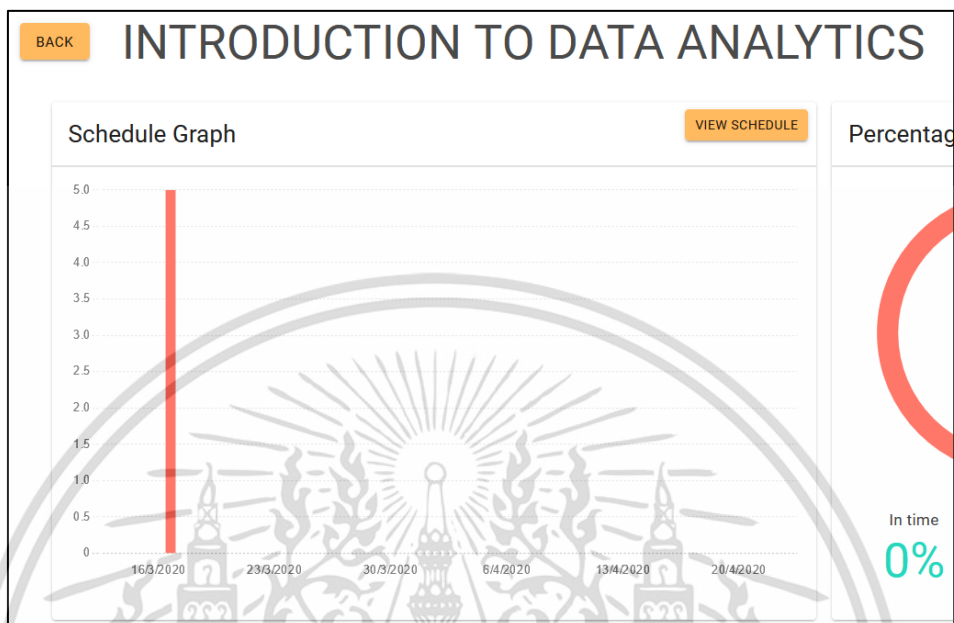 BACK
INTRODUCTION TO DATA ANALYTICS
Schedule Graph
VIEW SCHEDULE
5.0
4.5
4.0
3.5
3.0
2.5
2.0
1.5
1.0
0.5
0
16/3/2020 23/3/2020 30/3/2020 6/4/2020 13/4/2020 20/4/2020
Percentag
In time
0%